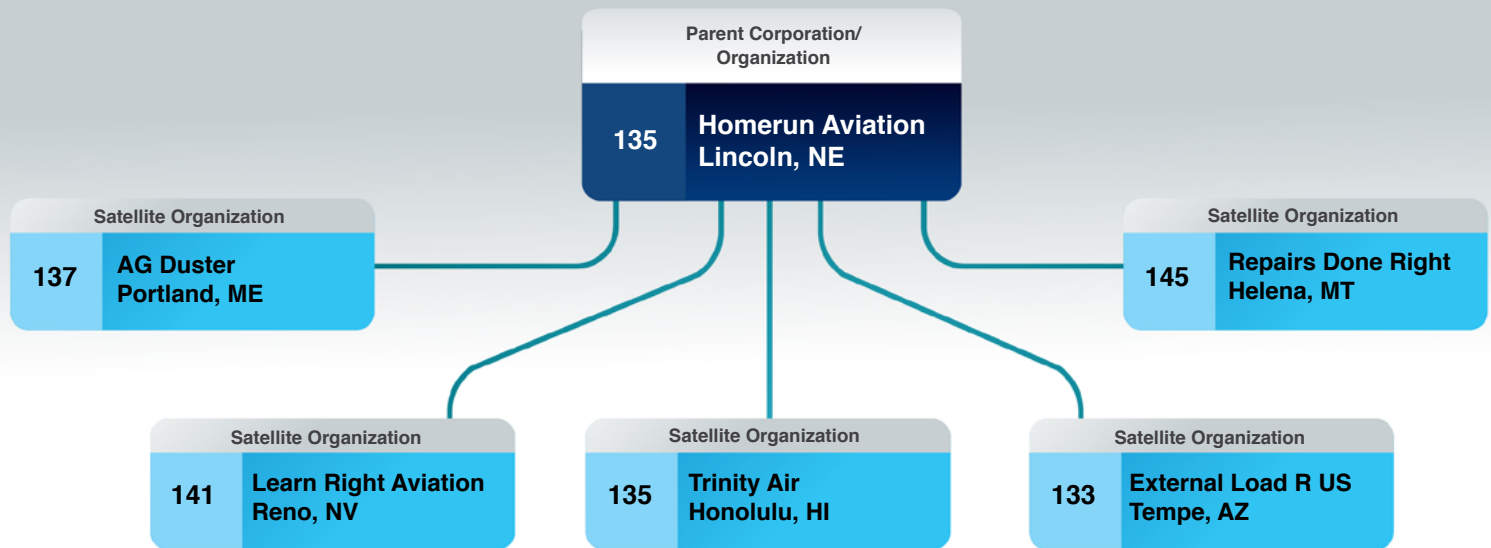 Parent Corporation/
Organization
135
Homerun Aviation
Lincoln, NE
Satellite Organization
137
AG Duster
Portland, ME
Satellite Organization
145
Repairs Done Right
Helena, MT
Satellite Organization
141
Learn Right Aviation
Reno, NV
Satellite Organization
135
Trinity Air
Honolulu, HI
Satellite Organization
133
External Load R US
Tempe, AZ